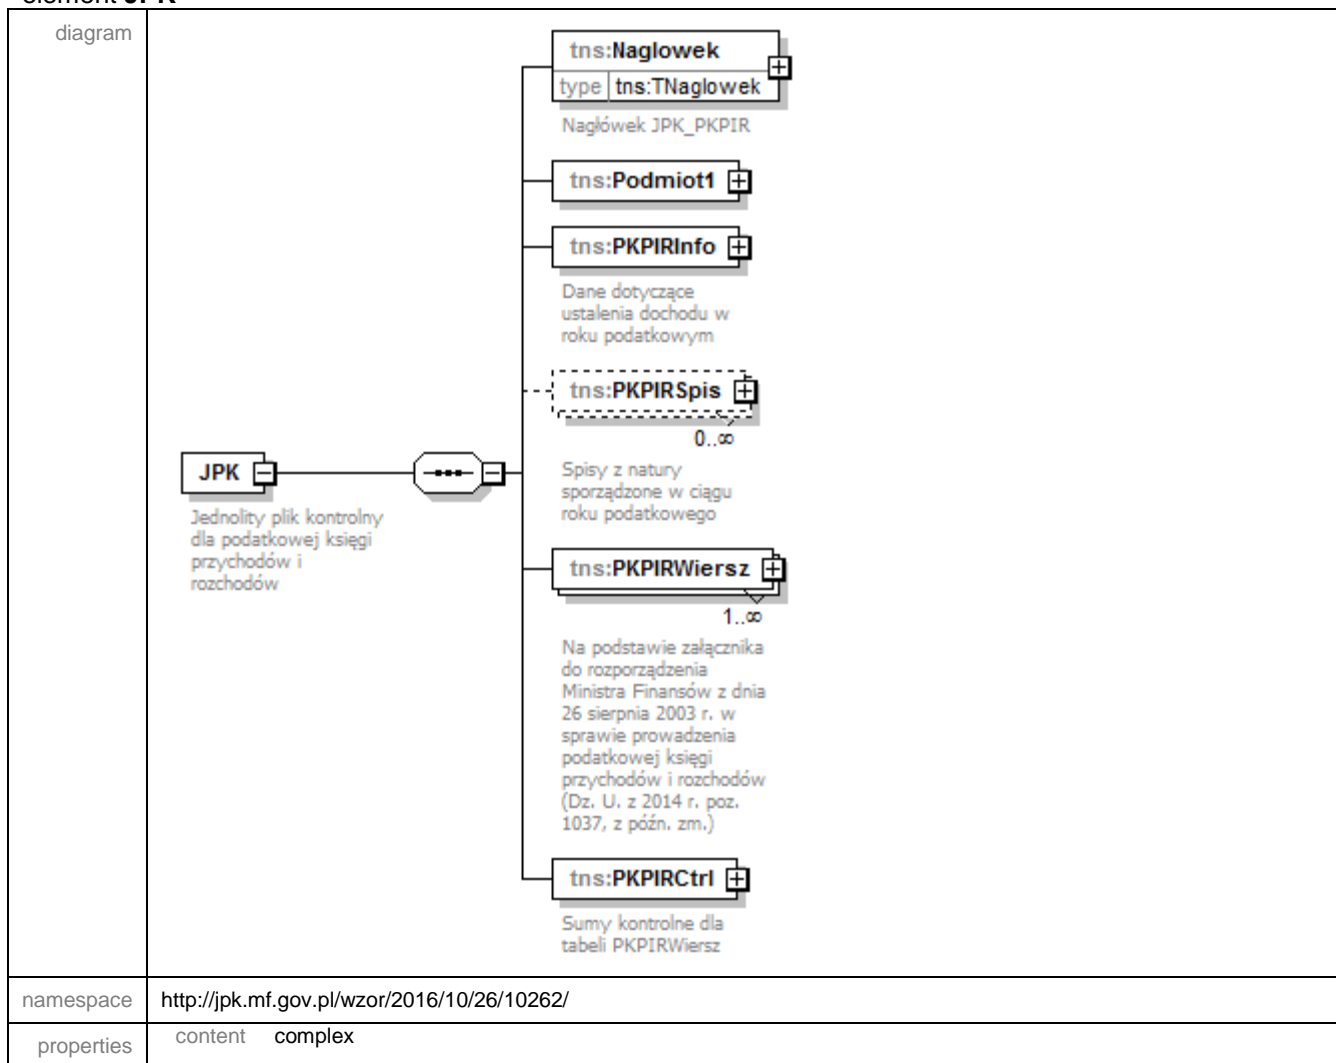 element JPK
diagram
tns:Naglowek
type tns:TNaglowek
Nagłówek JPK_PKPIR
tns:Podmiot1
tns:PKPIRInfo
Dane dotyczące
ustalenia dochodu w
roku podatkowym
tns:PKPIRSpis
0..∞
Spisy z natury
sporządzone w ciągu
roku podatkowego
JPK
Jednolity plik kontrolny
dla podatkowej księgi
przychodów i
rozchodów
tns:PKPIRWiersz
1..∞
Na podstawie załącznika
do rozporządzenia
Ministra Finansów z dnia
26 sierpnia 2003 r. w
sprawie prowadzenia
podatkowej księgi
przychodów i rozchodów
(Dz. U. z 2014 r. poz.
1037, z późn. zm.)
tns:PKPIRCtrl
Sumy kontrolne dla
tabeli PKPIRWiersz
namespace http://jpk.mf.gov.pl/wzor/2016/10/26/10262/
properties content complex